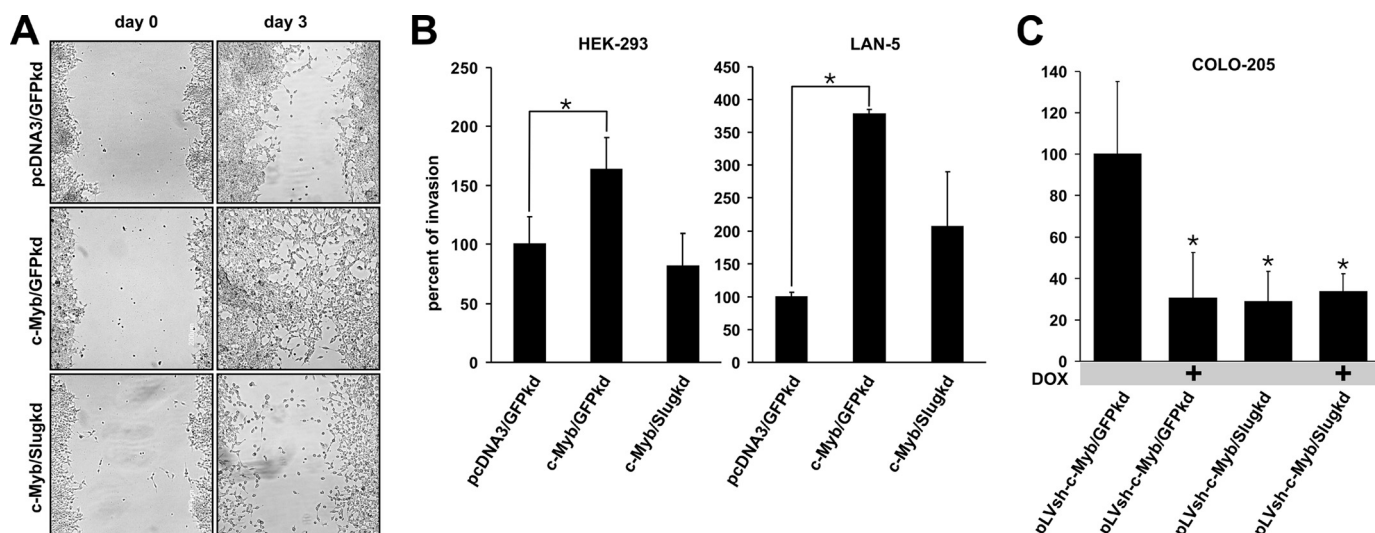 A
day 0
day 3
pcDNA3/GFPkd
c-Myb/GFPkd
c-Myb/Slugkd
B
HEK-293
LAN-5
percent of invasion
250
200
150
100
50
0
*
pcDNA3/GFPkd
c-Myb/GFPkd
c-Myb/Slugkd
450
400
350
300
250
200
150
100
50
0
*
pcDNA3/GFPkd
c-Myb/GFPkd
c-Myb/Slugkd
C
COLO-205
140
120
100
80
60
40
20
0
* * *
DOX + +
pLVsh-c-Myb/GFPkd
pLVsh-c-Myb/GFPkd
pLVsh-c-Myb/Slugkd
pLVsh-c-Myb/Slugkd